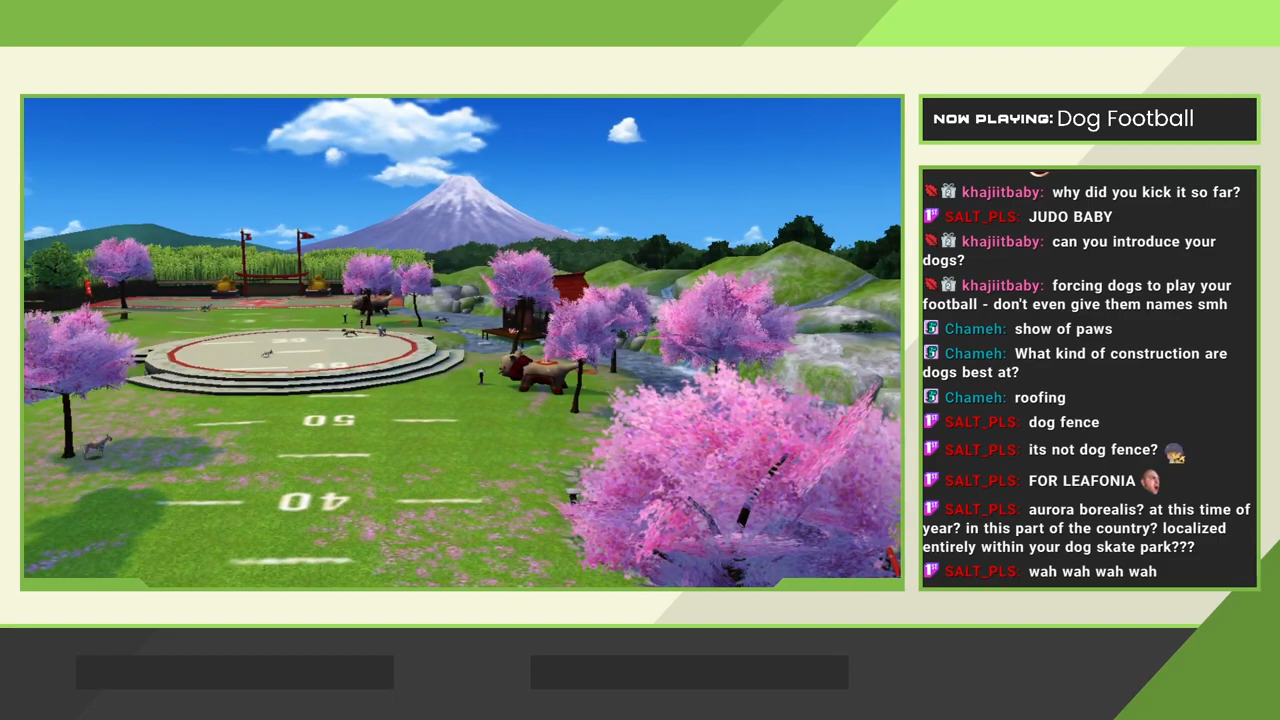 NOW PLAYING: Dog Football
khajiitbaby: why did you kick it so far?
SALT_PLS: JUDO BABY
khajiitbaby: can you introduce your
dogs?
khajiitbaby: forcing dogs to play your
football - don't even give them names smh
Chameh: show of paws
Chameh: What kind of construction are
dogs best at?
Chameh: roofing
SALT_PLS: dog fence
SALT_PLS: its not dog fence?
SALT_PLS: FOR LEAFONIA
SALT_PLS: aurora borealis? at this time of
year? in this part of the country? localized
entirely within your dog skate park???
SALT_PLS: wah wah wah wah
50
40